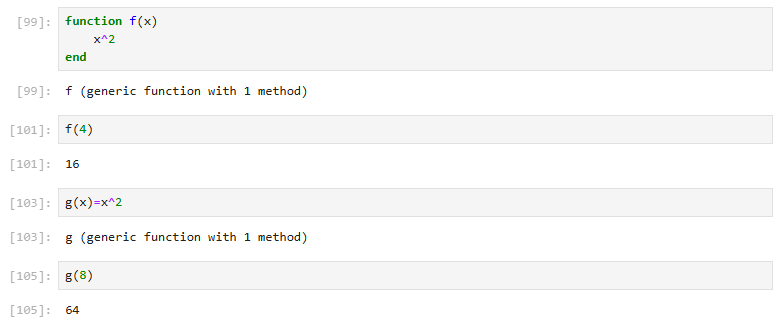 [99]: function f(x)
    x^2
end
[99]: f (generic function with 1 method)
[101]: f(4)
[101]: 16
[103]: g(x)=x^2
[103]: g (generic function with 1 method)
[105]: g(8)
[105]: 64